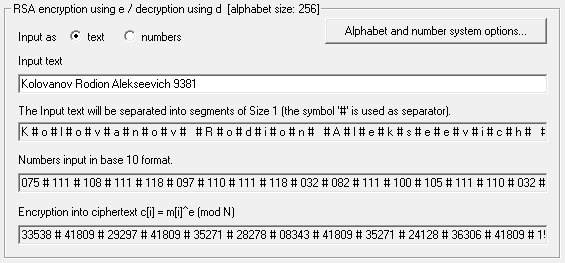 RSA encryption using e / decryption using d [alphabet size: 256]
Input as text numbers Alphabet and number system options...
Input text
Kolovanov Rodion Alekseevich 9381
The Input text will be separated into segments of Size 1 (the symbol '#' is used as separator).
K # o # l # o # v # a # n # o # v # # R # o # d # i # o # n # # A # l # e # k # s # e # e # v # i # c # h # #
Numbers input in base 10 format.
075 # 111 # 108 # 111 # 118 # 097 # 110 # 111 # 118 # 032 # 082 # 111 # 100 # 105 # 111 # 110 # 032 #
Encryption into ciphertext c[i] = m[i]^e (mod N)
33538 # 41809 # 29297 # 41809 # 35271 # 28278 # 08343 # 41809 # 35271 # 24128 # 36306 # 41809 #